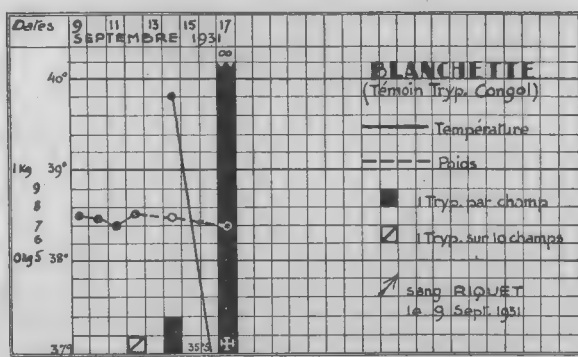 Dates 9 11 13 15 17
SEPTEMBRE 1931
∞
40°
BLANCHETTE
(Témoin Tryp. Congol)
Température
39°
1Kg
Poids
9
8
1 Tryp. par champ
7
6
1 Tryp. sur 10 champs
0kg5 38°
sang RIQUET
le 9 Sept. 1931
37° 35°5